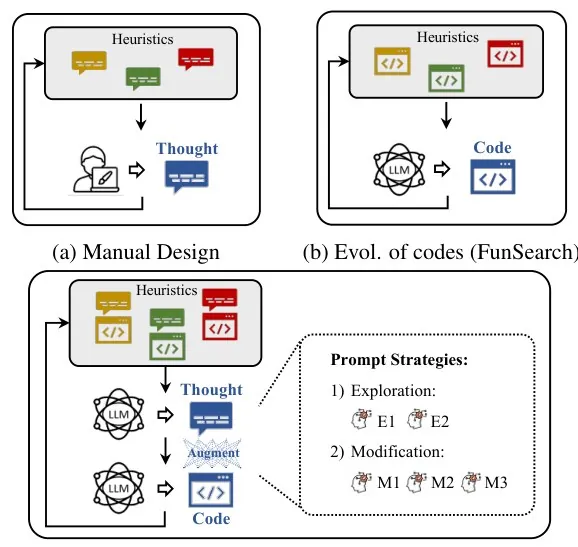 Heuristics
Thought
(a) Manual Design
Heuristics
</>
</>
</>
LLM
Code
</>
(b) Evol. of codes (FunSearch)
Heuristics
</>
</>
</>
LLM
Thought
Augment
LLM
</>
Code
Prompt Strategies:
1) Exploration:
E1 E2
2) Modification:
M1 M2 M3